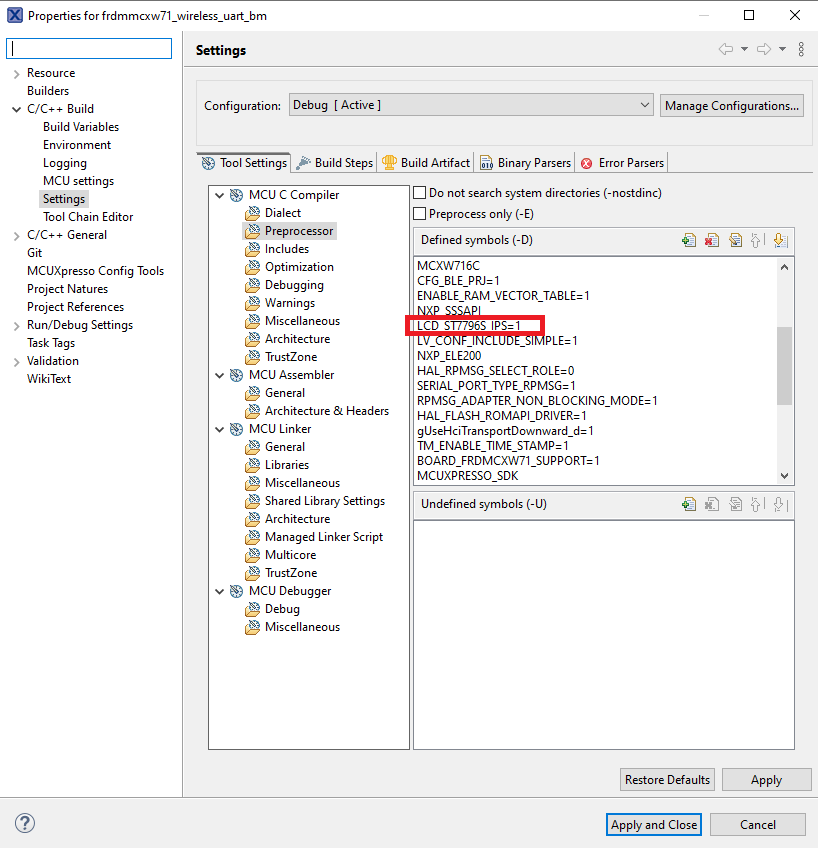 Properties for frdmmcxw71_wireless_uart_bm
Resource
Builders
C/C++ Build
Build Variables
Environment
Logging
MCU settings
Settings
Tool Chain Editor
C/C++ General
Git
MCUXpresso Config Tools
Project Natures
Project References
Run/Debug Settings
Task Tags
Validation
WikiText
Settings
Configuration:
Debug [ Active ]
Manage Configurations...
Tool Settings
Build Steps
Build Artifact
Binary Parsers
Error Parsers
MCU C Compiler
Dialect
Preprocessor
Includes
Optimization
Debugging
Warnings
Miscellaneous
Architecture
TrustZone
MCU Assembler
General
Architecture & Headers
MCU Linker
General
Libraries
Miscellaneous
Shared Library Settings
Architecture
Managed Linker Script
Multicore
TrustZone
MCU Debugger
Debug
Miscellaneous
Do not search system directories (-nostdinc)
Preprocess only (-E)
Defined symbols (-D)
MCXW716C
CFG_BLE_PRJ=1
ENABLE_RAM_VECTOR_TABLE=1
NXP_SSSAPI
LCD_ST7796S_IPS=1
LV_CONF_INCLUDE_SIMPLE=1
NXP_ELE200
HAL_RPMSG_SELECT_ROLE=0
SERIAL_PORT_TYPE_RPMSG=1
RPMSG_ADAPTER_NON_BLOCKING_MODE=1
HAL_FLASH_ROMAPI_DRIVER=1
gUseHciTransportDownward_d=1
TM_ENABLE_TIME_STAMP=1
BOARD_FRDMCXW71_SUPPORT=1
MCUXPRESSO_SDK
Undefined symbols (-U)
Restore Defaults
Apply
Apply and Close
Cancel